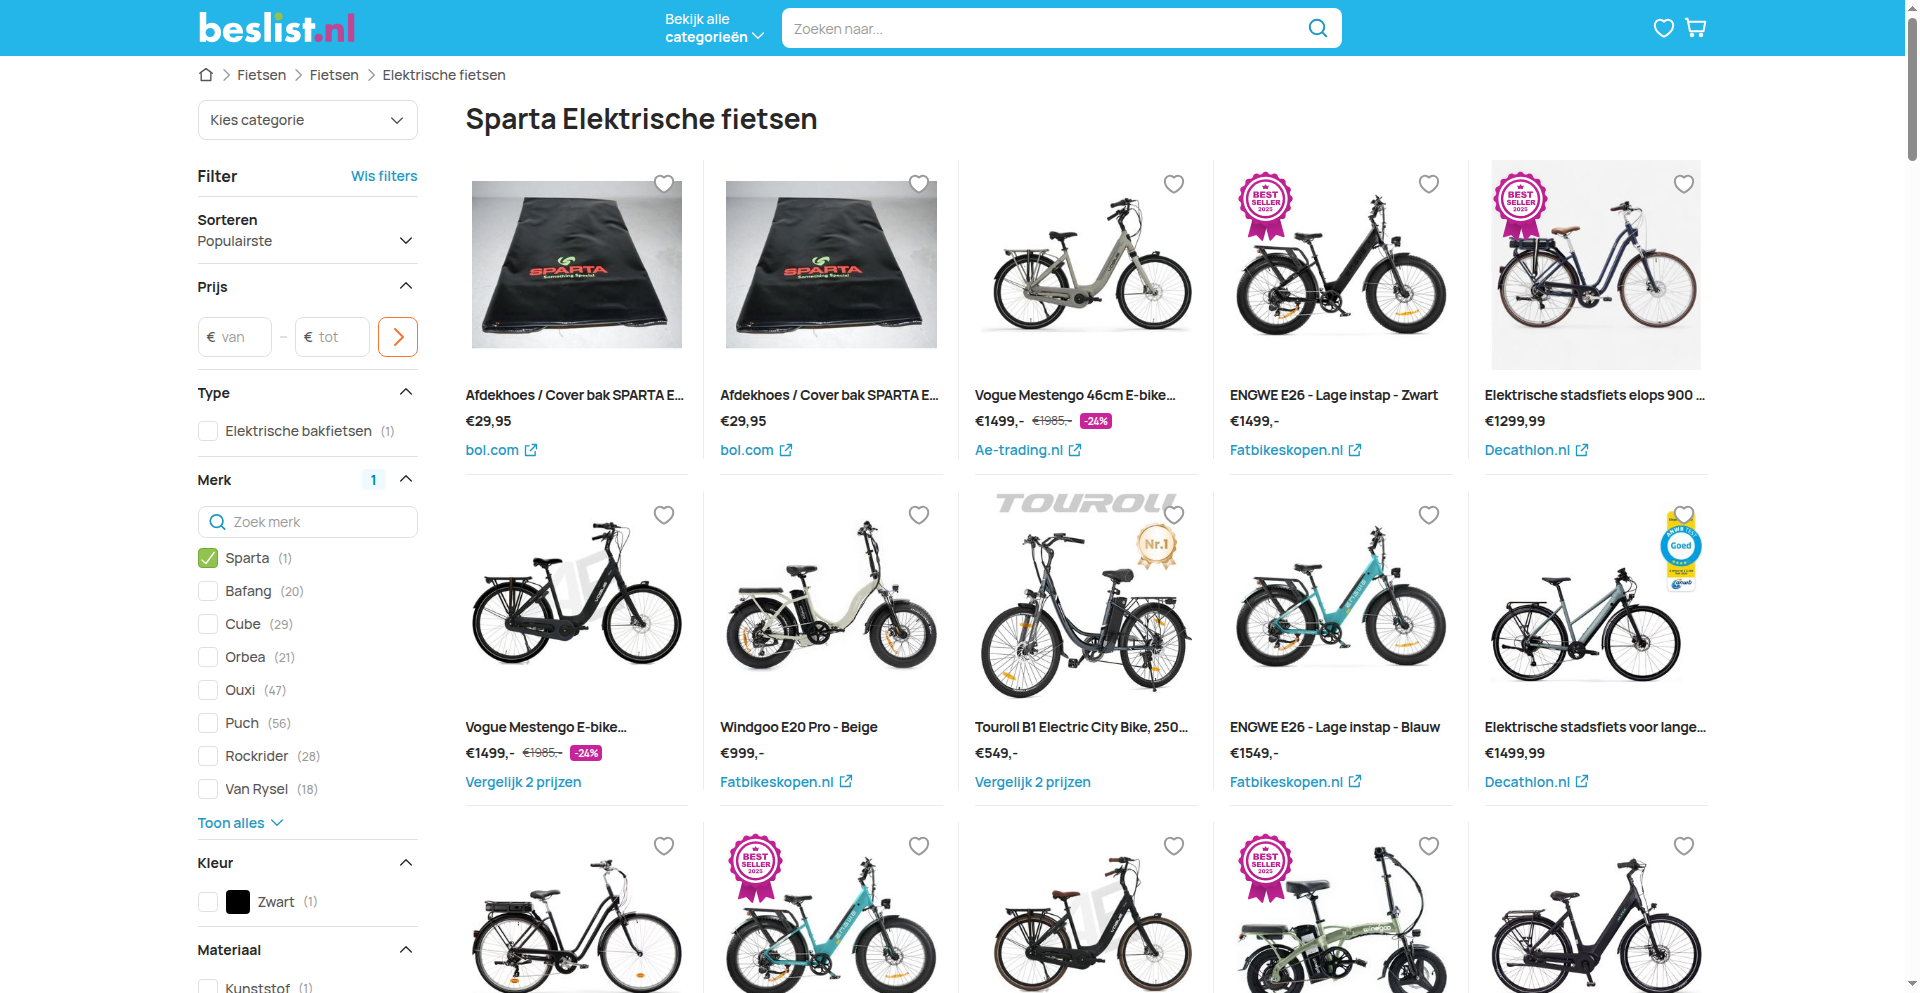 beslist.nl
Bekijk alle
categorieën
Zoeken naar...
Fietsen
Fietsen
Elektrische fietsen
Kies categorie
Sparta Elektrische fietsen
Filter
Wis filters
Sorteren
Populairste
Prijs
€ van
–
€ tot
Type
Elektrische bakfietsen (1)
Merk
1
Zoek merk
Sparta (1)
Bafang (20)
Cube (29)
Orbea (21)
Ouxi (47)
Puch (56)
Rockrider (28)
Van Rysel (18)
Toon alles
Kleur
Zwart (1)
Materiaal
Kunststof (1)
SPARTA
Something Special
Afdekhoes / Cover bak SPARTA E...
€29,95
bol.com
SPARTA
Something Special
Afdekhoes / Cover bak SPARTA E...
€29,95
bol.com
Vogue Mestengo 46cm E-bike...
€1499,- €1985,- -24%
Ae-trading.nl
BEST
SELLER
2025
ENGWE E26 - Lage instap - Zwart
€1499,-
Fatbikeskopen.nl
BEST
SELLER
2025
Elektrische stadsfiets elops 900 ...
€1299,99
Decathlon.nl
Vogue Mestengo E-bike...
€1499,- €1985,- -24%
Vergelijk 2 prijzen
Windgoo E20 Pro - Beige
€999,-
Fatbikeskopen.nl
TOUROLL
Nr.1
Touroll B1 Electric City Bike, 250...
€549,-
Vergelijk 2 prijzen
ENGWE E26 - Lage instap - Blauw
€1549,-
Fatbikeskopen.nl
ANWB TEST
Goed
Elektrische stadsfiets voor lange...
€1499,99
Decathlon.nl
BEST
SELLER
2025
BEST
SELLER
2025